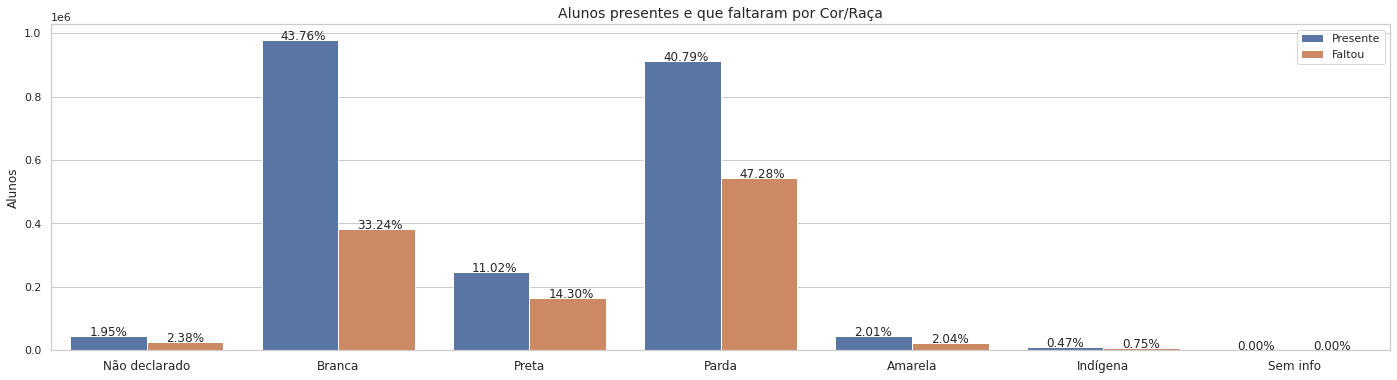 Alunos presentes e que faltaram por Cor/Raça
1e6
Presente
Faltou
1.0
0.8
0.6
0.4
0.2
0.0
Alunos
1.95%
2.38%
43.76%
33.24%
11.02%
14.30%
40.79%
47.28%
2.01%
2.04%
0.47%
0.75%
0.00%
0.00%
Não declarado
Branca
Preta
Parda
Amarela
Indígena
Sem info